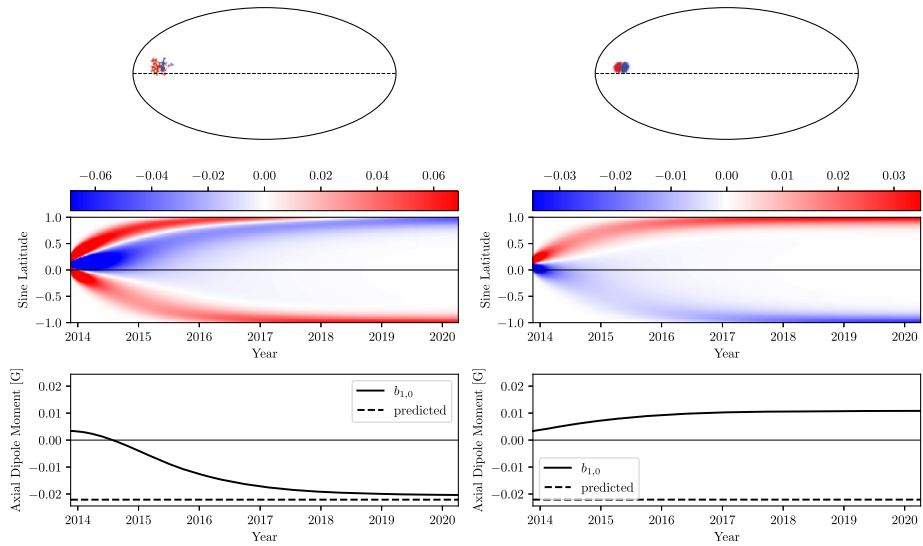 −0.06 −0.04 −0.02 0.00 0.02 0.04 0.06
1.0
0.5
0.0
−0.5
−1.0
Sine Latitude
2014 2015 2016 2017 2018 2019 2020
Year
0.02
0.01
0.00
−0.01
−0.02
Axial Dipole Moment [G]
b1,0
predicted
2014 2015 2016 2017 2018 2019 2020
Year
−0.03 −0.02 −0.01 0.00 0.01 0.02 0.03
1.0
0.5
0.0
−0.5
−1.0
Sine Latitude
2014 2015 2016 2017 2018 2019 2020
Year
0.02
0.01
0.00
−0.01
−0.02
Axial Dipole Moment [G]
b1,0
predicted
2014 2015 2016 2017 2018 2019 2020
Year